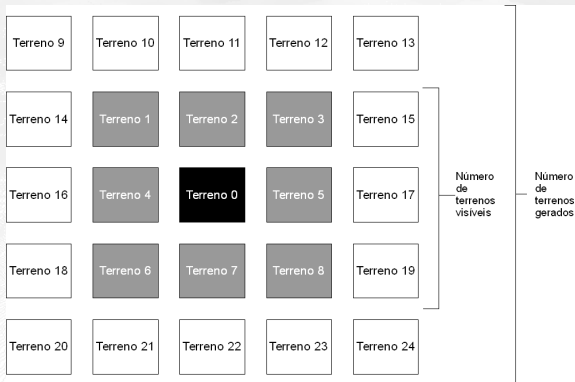 Terreno 9 Terreno 10 Terreno 11 Terreno 12 Terreno 13
Terreno 14 Terreno 1 Terreno 2 Terreno 3 Terreno 15
Terreno 16 Terreno 4 Terreno 0 Terreno 5 Terreno 17
Terreno 18 Terreno 6 Terreno 7 Terreno 8 Terreno 19
Terreno 20 Terreno 21 Terreno 22 Terreno 23 Terreno 24
Número
de
terrenos
visíveis
Número
de
terrenos
gerados